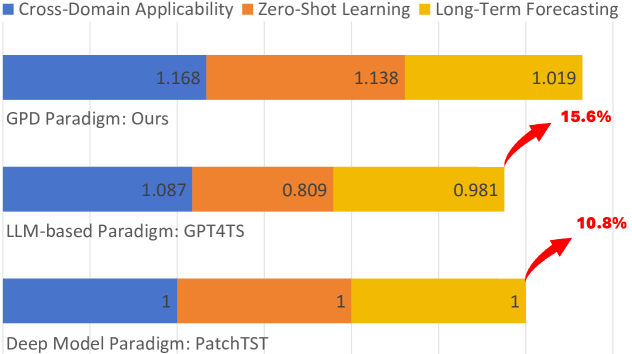 Cross-Domain Applicability Zero-Shot Learning Long-Term Forecasting
1.168 1.138 1.019
GPD Paradigm: Ours
15.6%
1.087 0.809 0.981
LLM-based Paradigm: GPT4TS
10.8%
1 1 1
Deep Model Paradigm: PatchTST